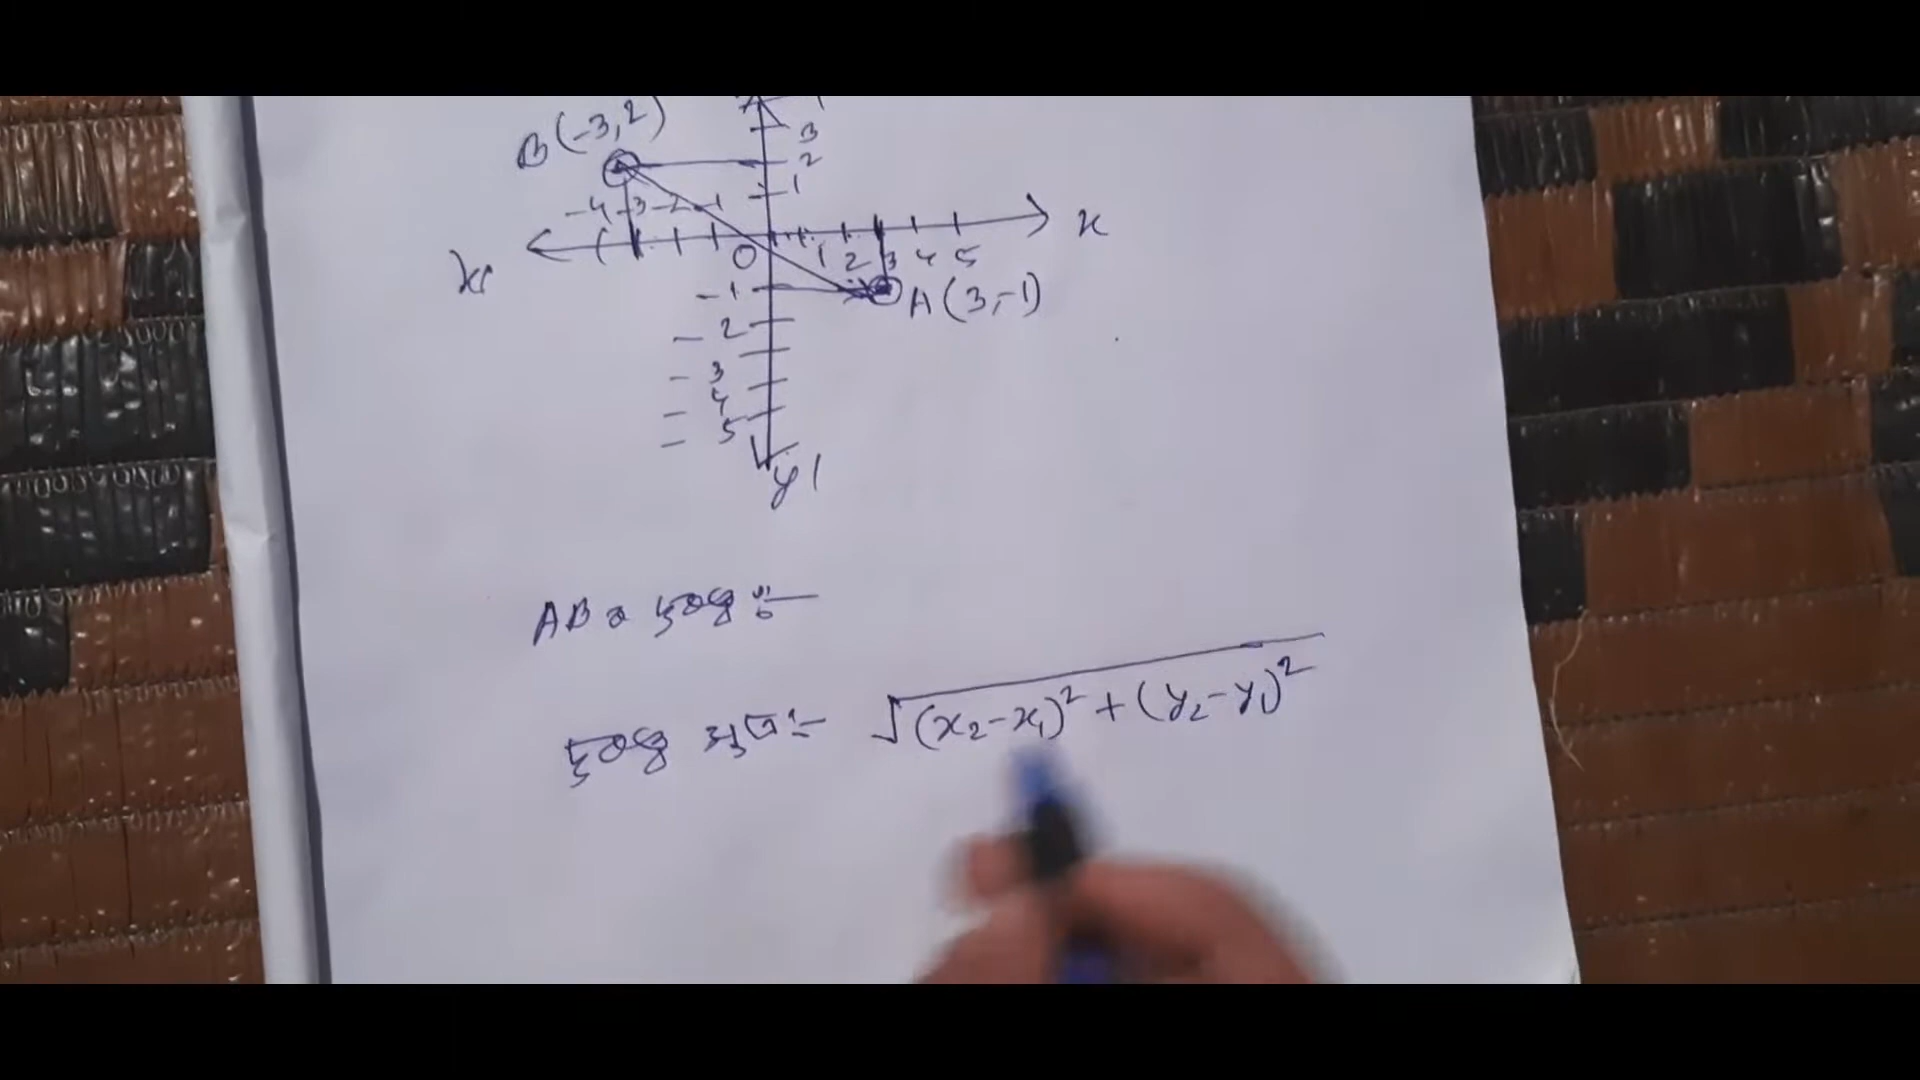 B(-3,2)
3
2
1
-4 -3 -2 -1
x
O 1 2 3 4 5
-1 A(3,-1)
- 2
- 3
- 4
- 5
y1
AB এর দূরত্ব ঃ—
দূরত্ব সূত্র ঃ— √(x₂-x₁)²+(y₂-y₁)²